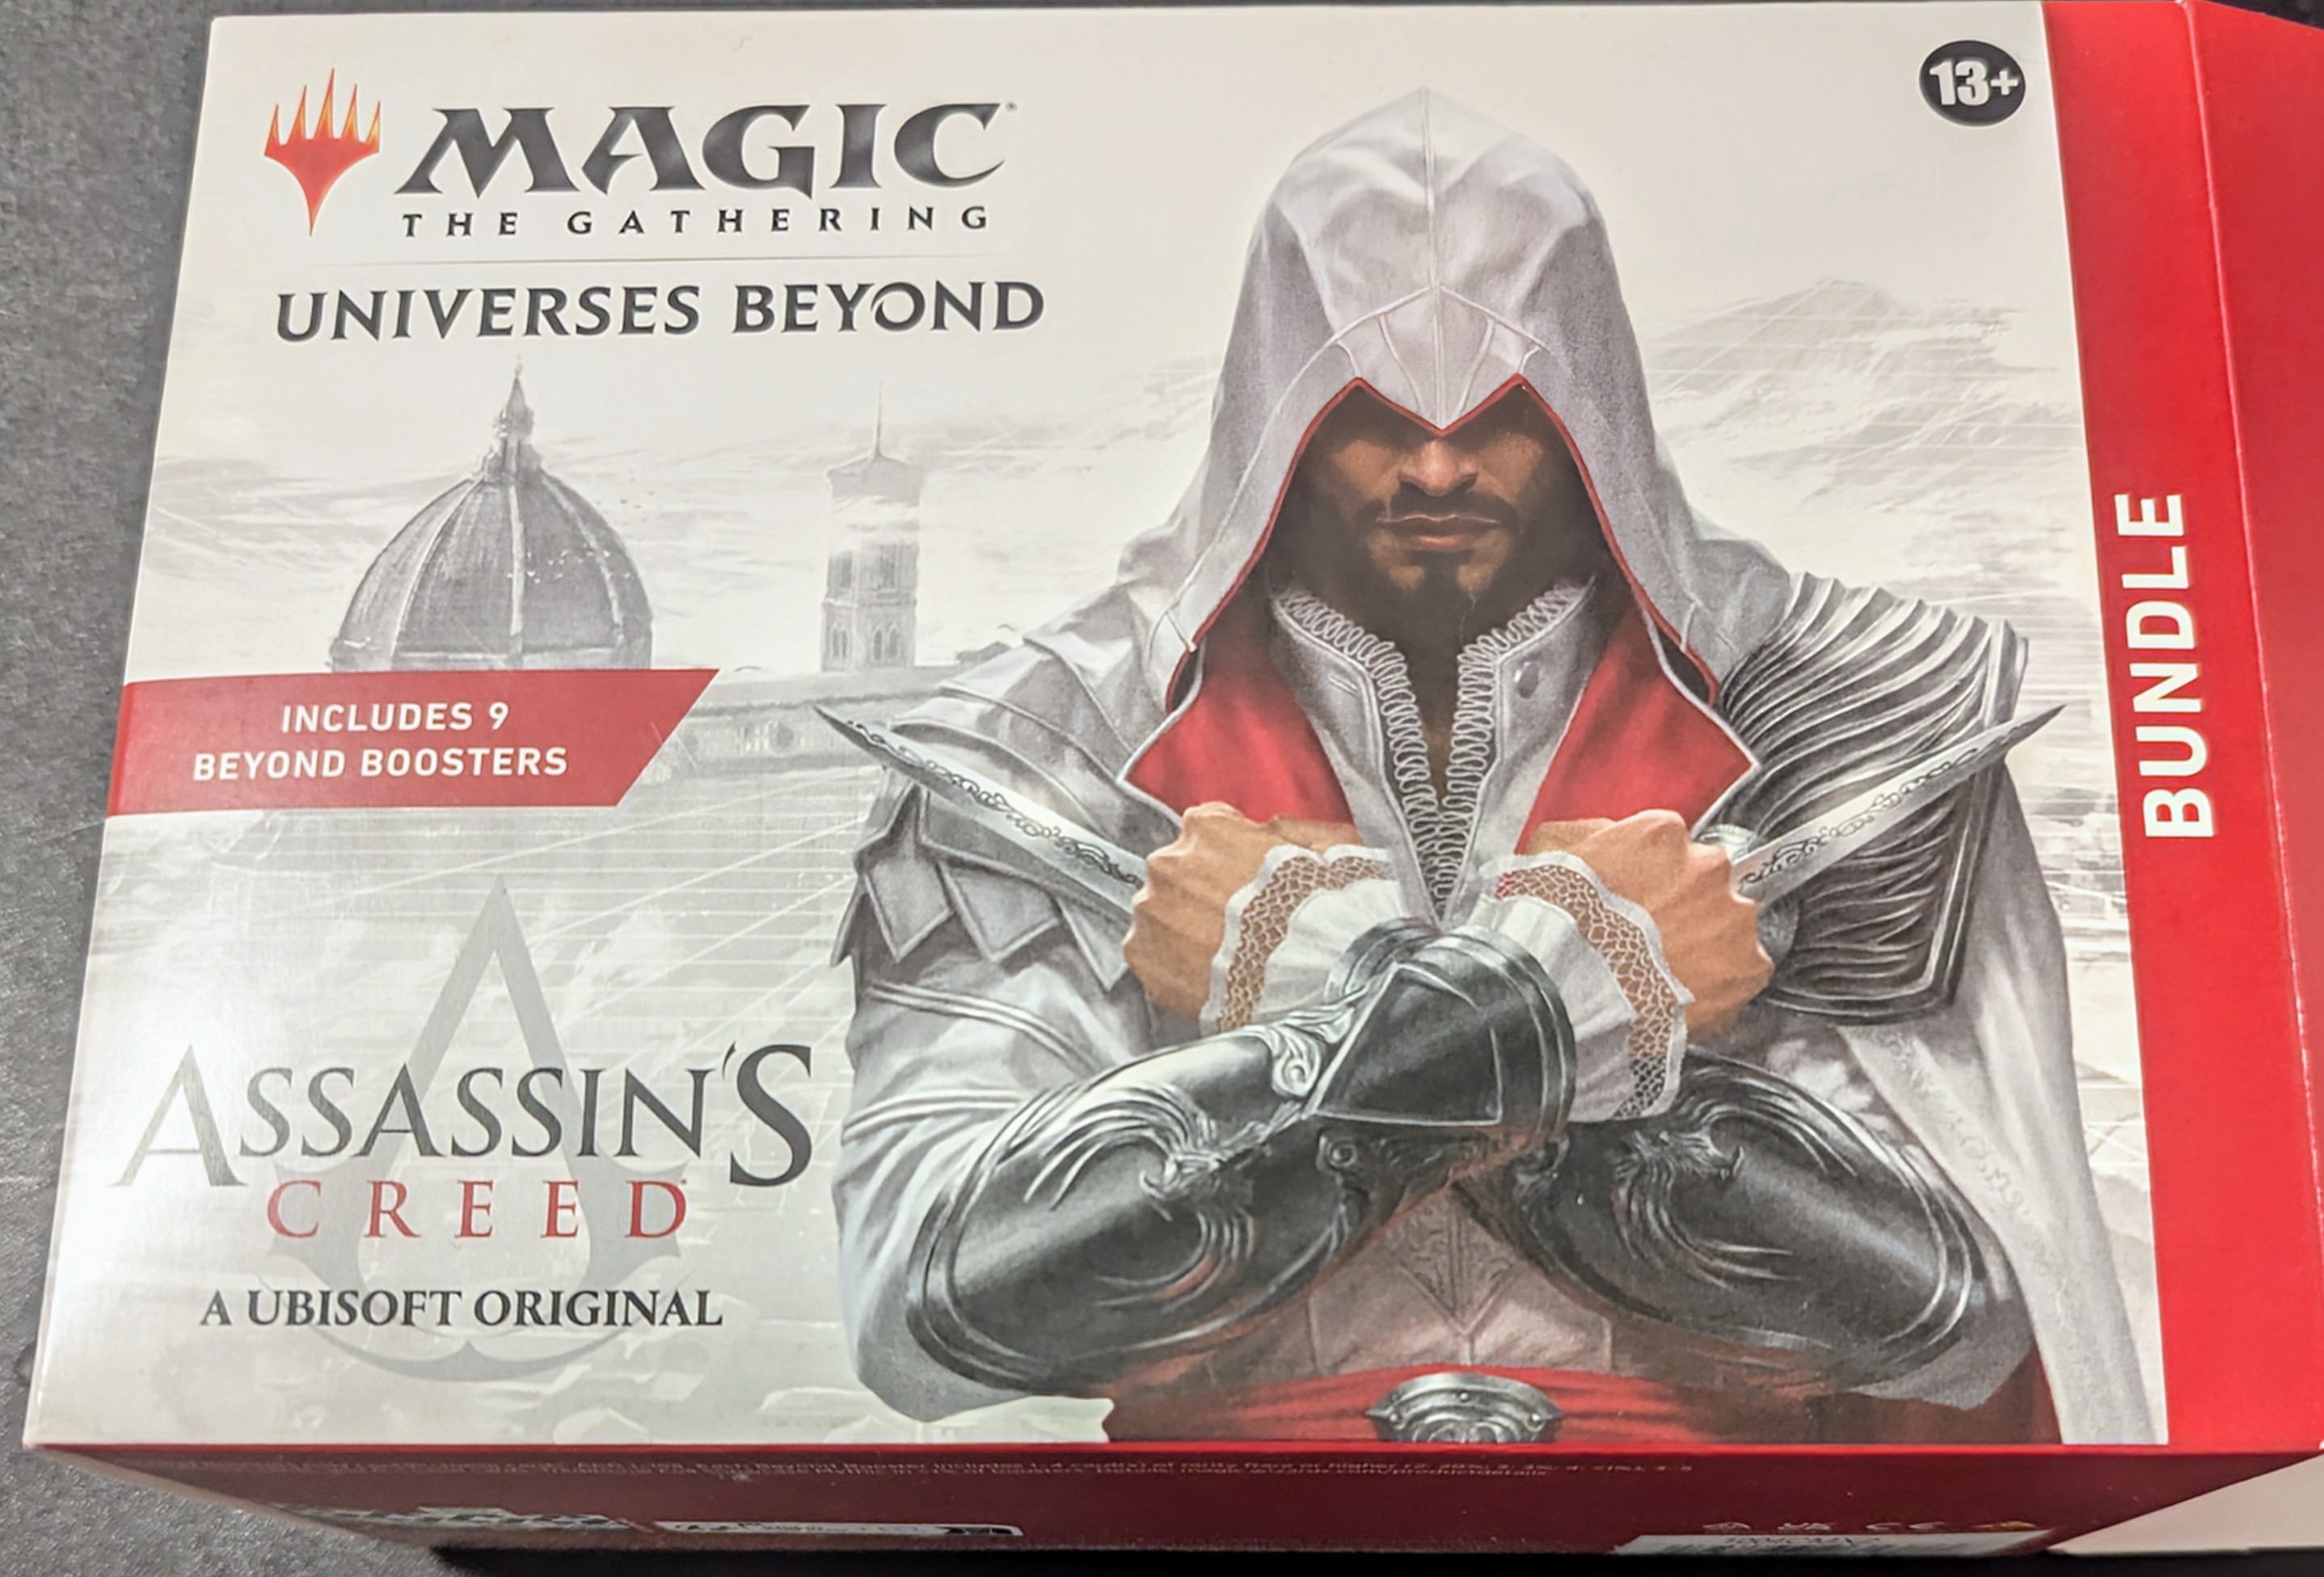 MAGIC
THE GATHERING
UNIVERSES BEYOND
13+
INCLUDES 9
BEYOND BOOSTERS
BUNDLE
ASSASSIN'S
CREED
A UBISOFT ORIGINAL